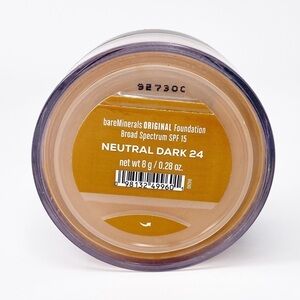 92730C
bareMinerals ORIGINAL Foundation
Broad Spectrum SPF 15
NEUTRAL DARK 24
net wt 8 g / 0.28 oz.